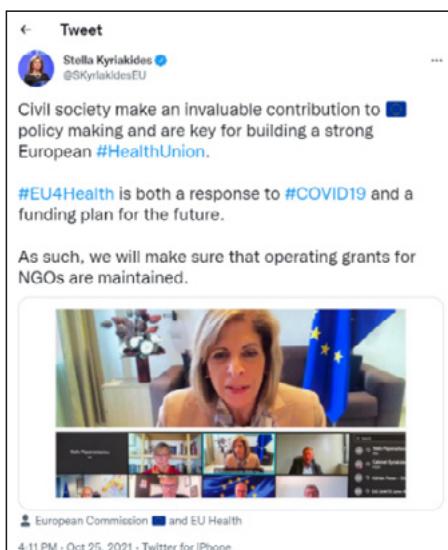 Tweet
Stella Kyriakides
@SKyriakidesEU
Civil society make an invaluable contribution to 🇪🇺
policy making and are key for building a strong
European #HealthUnion.
#EU4Health is both a response to #COVID19 and a
funding plan for the future.
As such, we will make sure that operating grants for
NGOs are maintained.
European Commission 🇪🇺 and EU Health
4:11 PM · Oct 25, 2021 · Twitter for iPhone